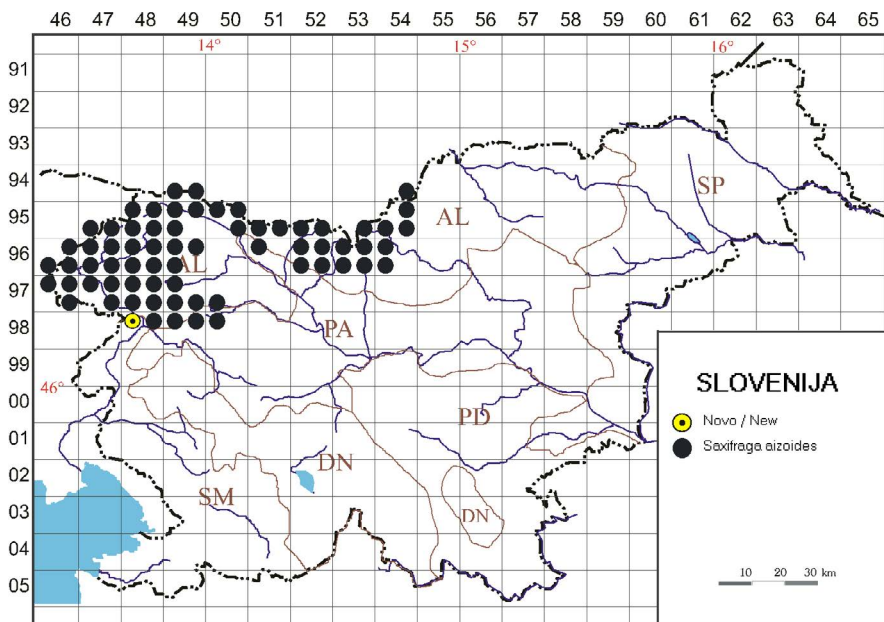 46 47 48 49 50 51 52 53 54 55 56 57 58 59 60 61 62 63 64 65
14° 15° 16°
91
92
93
94
95
96
97
98
99
46°
00
01
02
03
04
05
SP
AL
AL
PA
PD
DN
SM
DN
SLOVENIJA
Novo / New
Saxifraga aizoides
10 20 30 km